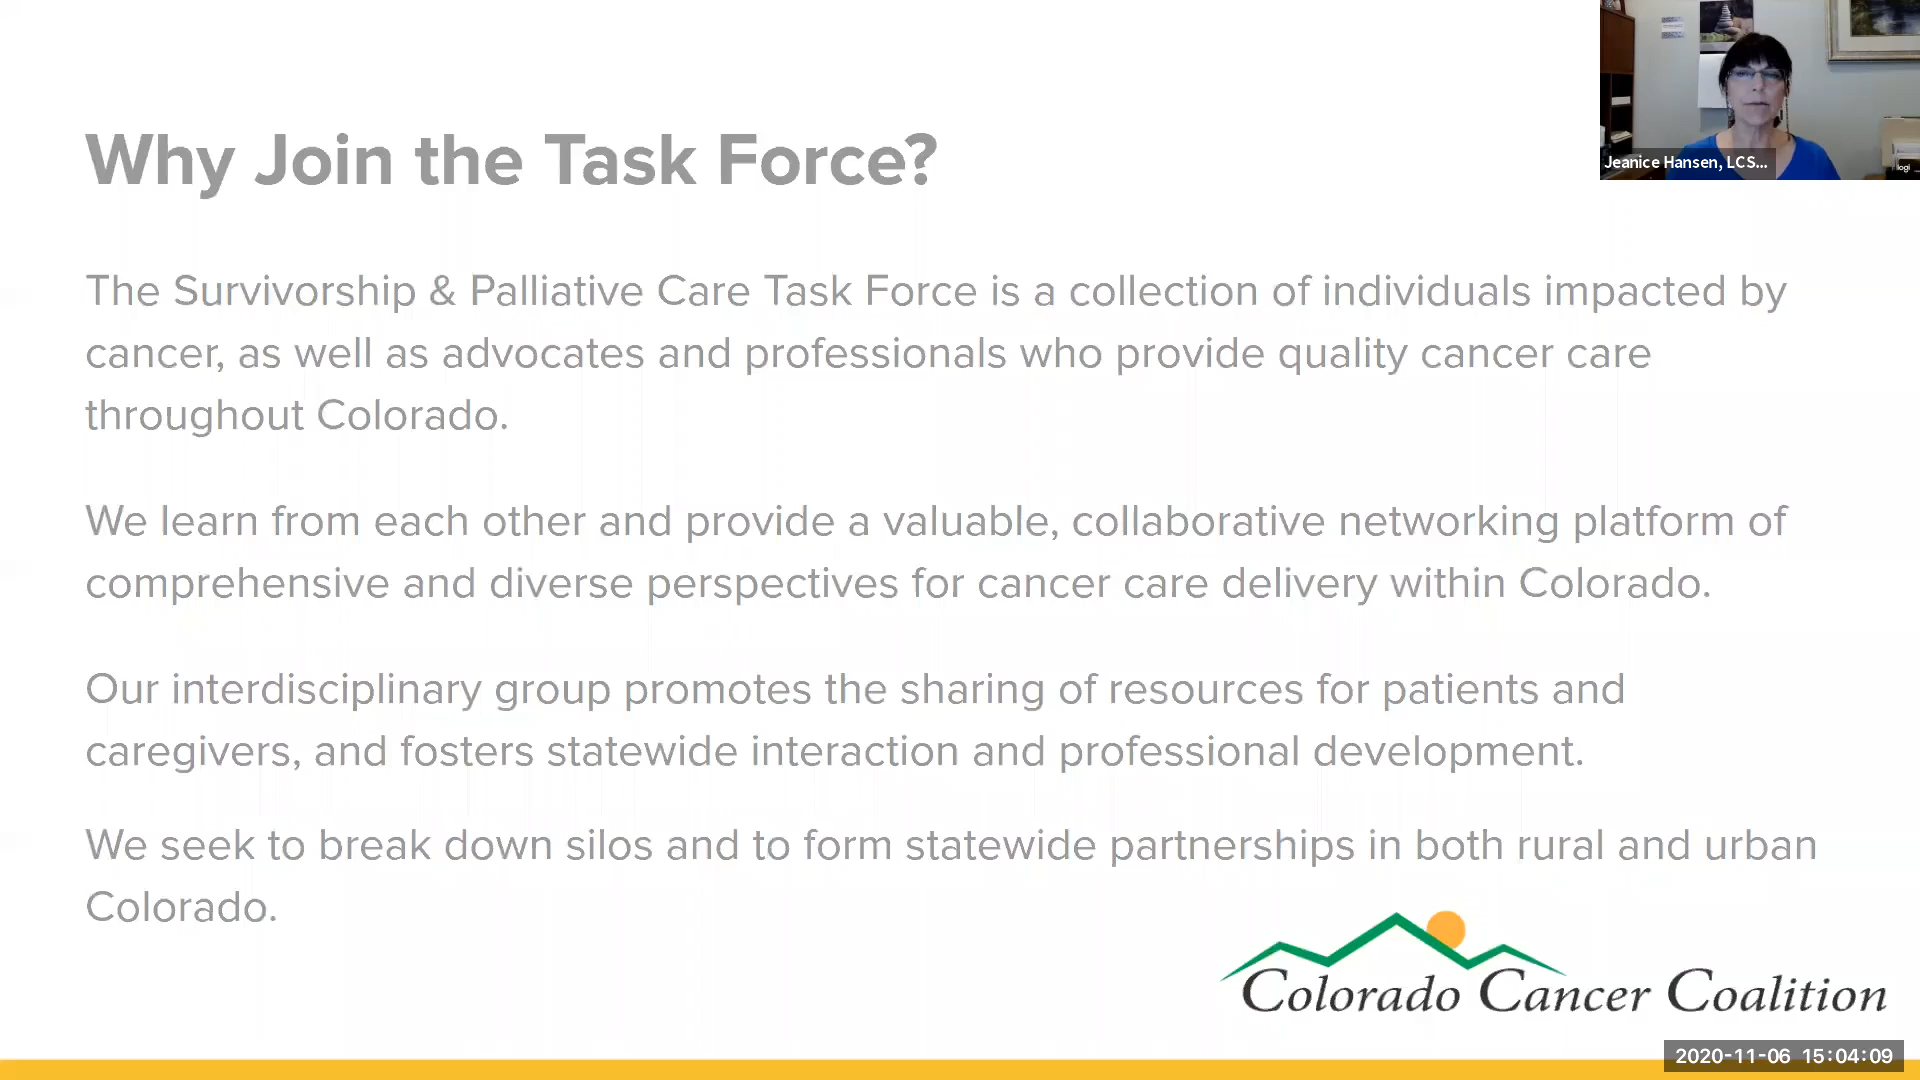 Why Join the Task Force?
Jeanice Hansen, LCS...
logi
The Survivorship & Palliative Care Task Force is a collection of individuals impacted by
cancer, as well as advocates and professionals who provide quality cancer care
throughout Colorado.
We learn from each other and provide a valuable, collaborative networking platform of
comprehensive and diverse perspectives for cancer care delivery within Colorado.
Our interdisciplinary group promotes the sharing of resources for patients and
caregivers, and fosters statewide interaction and professional development.
We seek to break down silos and to form statewide partnerships in both rural and urban
Colorado.
Colorado Cancer Coalition
2020-11-06 15:04:09